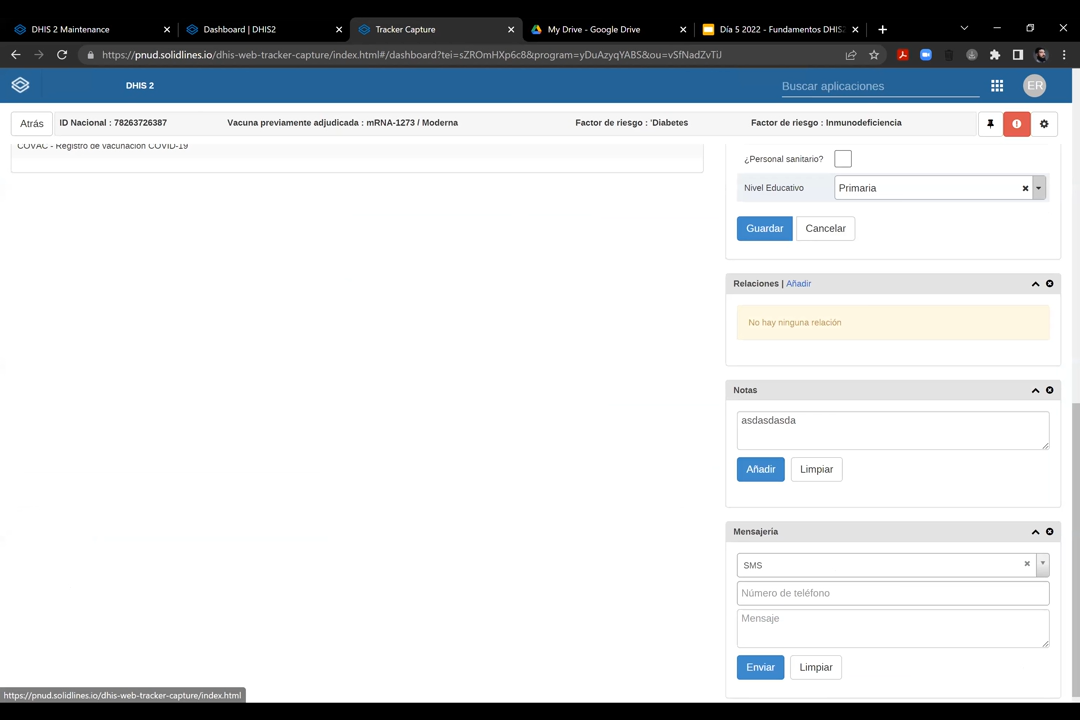 DHIS 2 Maintenance
Dashboard | DHIS2
Tracker Capture
My Drive - Google Drive
Día 5 2022 - Fundamentos DHIS
https://pnud.solidlines.io/dhis-web-tracker-capture/index.html#/dashboard?tei=sZROmHXp6c8&program=yDuAzyqYABS&ou=vSfNadZvTiJ
DHIS 2
Buscar aplicaciones
ER
Atrás
ID Nacional : 78263726387
Vacuna previamente adjudicada : mRNA-1273 / Moderna
Factor de riesgo : 'Diabetes
Factor de riesgo : Inmunodeficiencia
COVAC - Registro de vacunación COVID-19
¿Personal sanitario?
Nivel Educativo
Primaria
Guardar
Cancelar
Relaciones | Añadir
No hay ninguna relación
Notas
asdasdasda
Añadir
Limpiar
Mensajeria
SMS
Número de teléfono
Mensaje
Enviar
Limpiar
https://pnud.solidlines.io/dhis-web-tracker-capture/index.html